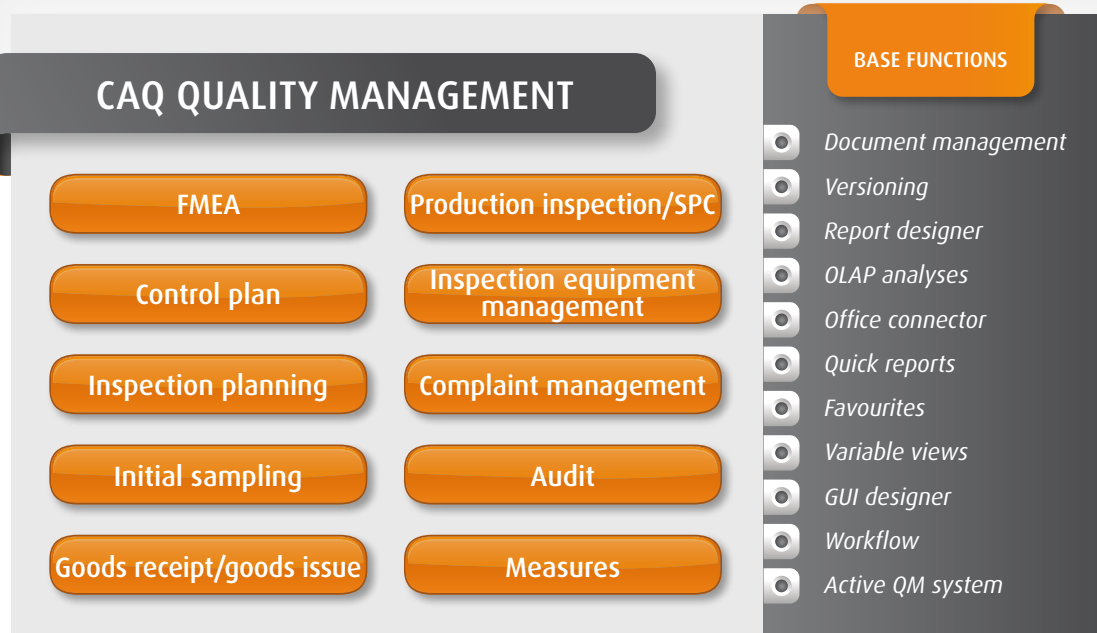 CAQ QUALITY MANAGEMENT
FMEA
Control plan
Inspection planning
Initial sampling
Goods receipt/goods issue
Production inspection/SPC
Inspection equipment
management
Complaint management
Audit
Measures
BASE FUNCTIONS
Document management
Versioning
Report designer
OLAP analyses
Office connector
Quick reports
Favourites
Variable views
GUI designer
Workflow
Active QM system